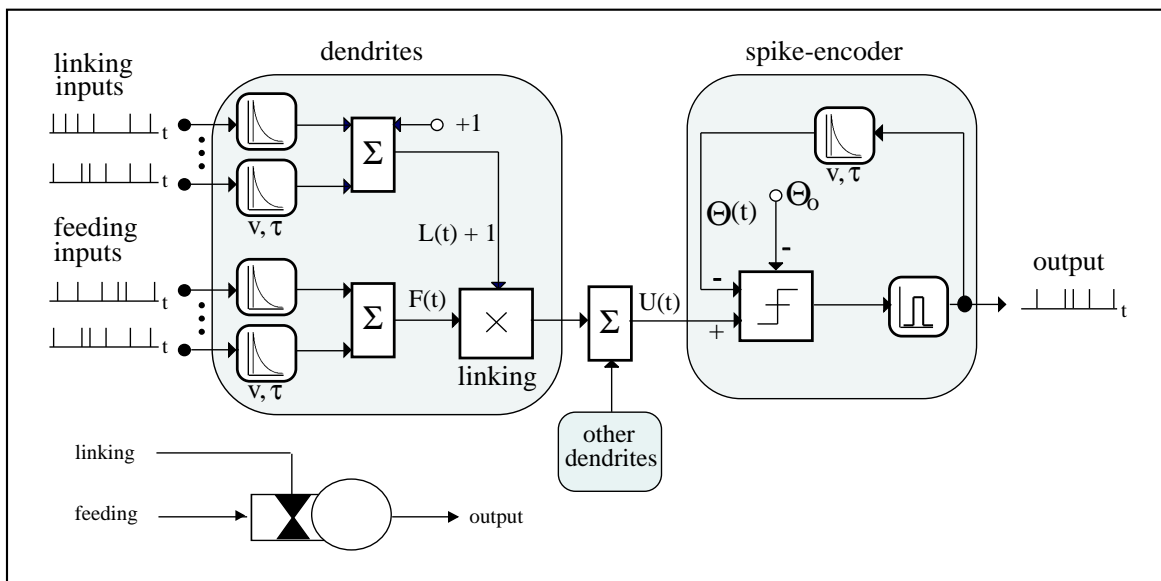 dendrites
spike-encoder
linking
inputs
t
t
v, τ
+1
Σ
L(t) + 1
feeding
inputs
t
t
v, τ
Σ
F(t)
×
linking
Σ
U(t)
other
dendrites
v, τ
Θ(t)
Θo
-
-
+
output
t
linking
feeding
output